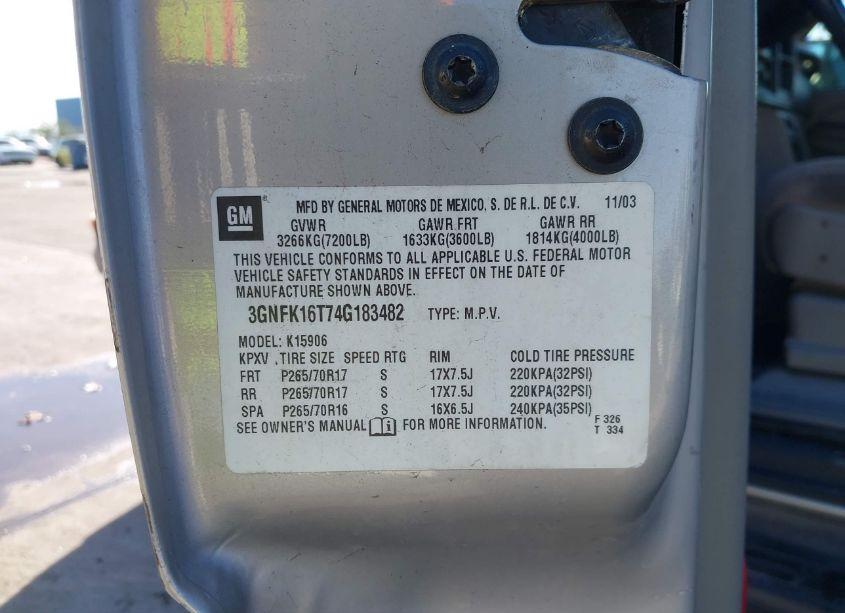 GM
MFD BY GENERAL MOTORS DE MEXICO, S. DE R.L. DE C.V. 11/03
GVWR GAWR FRT GAWR RR
3266KG(7200LB) 1633KG(3600LB) 1814KG(4000LB)
THIS VEHICLE CONFORMS TO ALL APPLICABLE U.S. FEDERAL MOTOR
VEHICLE SAFETY STANDARDS IN EFFECT ON THE DATE OF
MANUFACTURE SHOWN ABOVE.
3GNFK16T74G183482 TYPE: M.P.V.
MODEL: K15906
KPXV TIRE SIZE SPEED RTG RIM COLD TIRE PRESSURE
FRT P265/70R17 S 17X7.5J 220KPA(32PSI)
RR P265/70R17 S 17X7.5J 220KPA(32PSI)
SPA P265/70R16 S 16X6.5J 240KPA(35PSI)
SEE OWNER'S MANUAL FOR MORE INFORMATION.
F 326
T 334